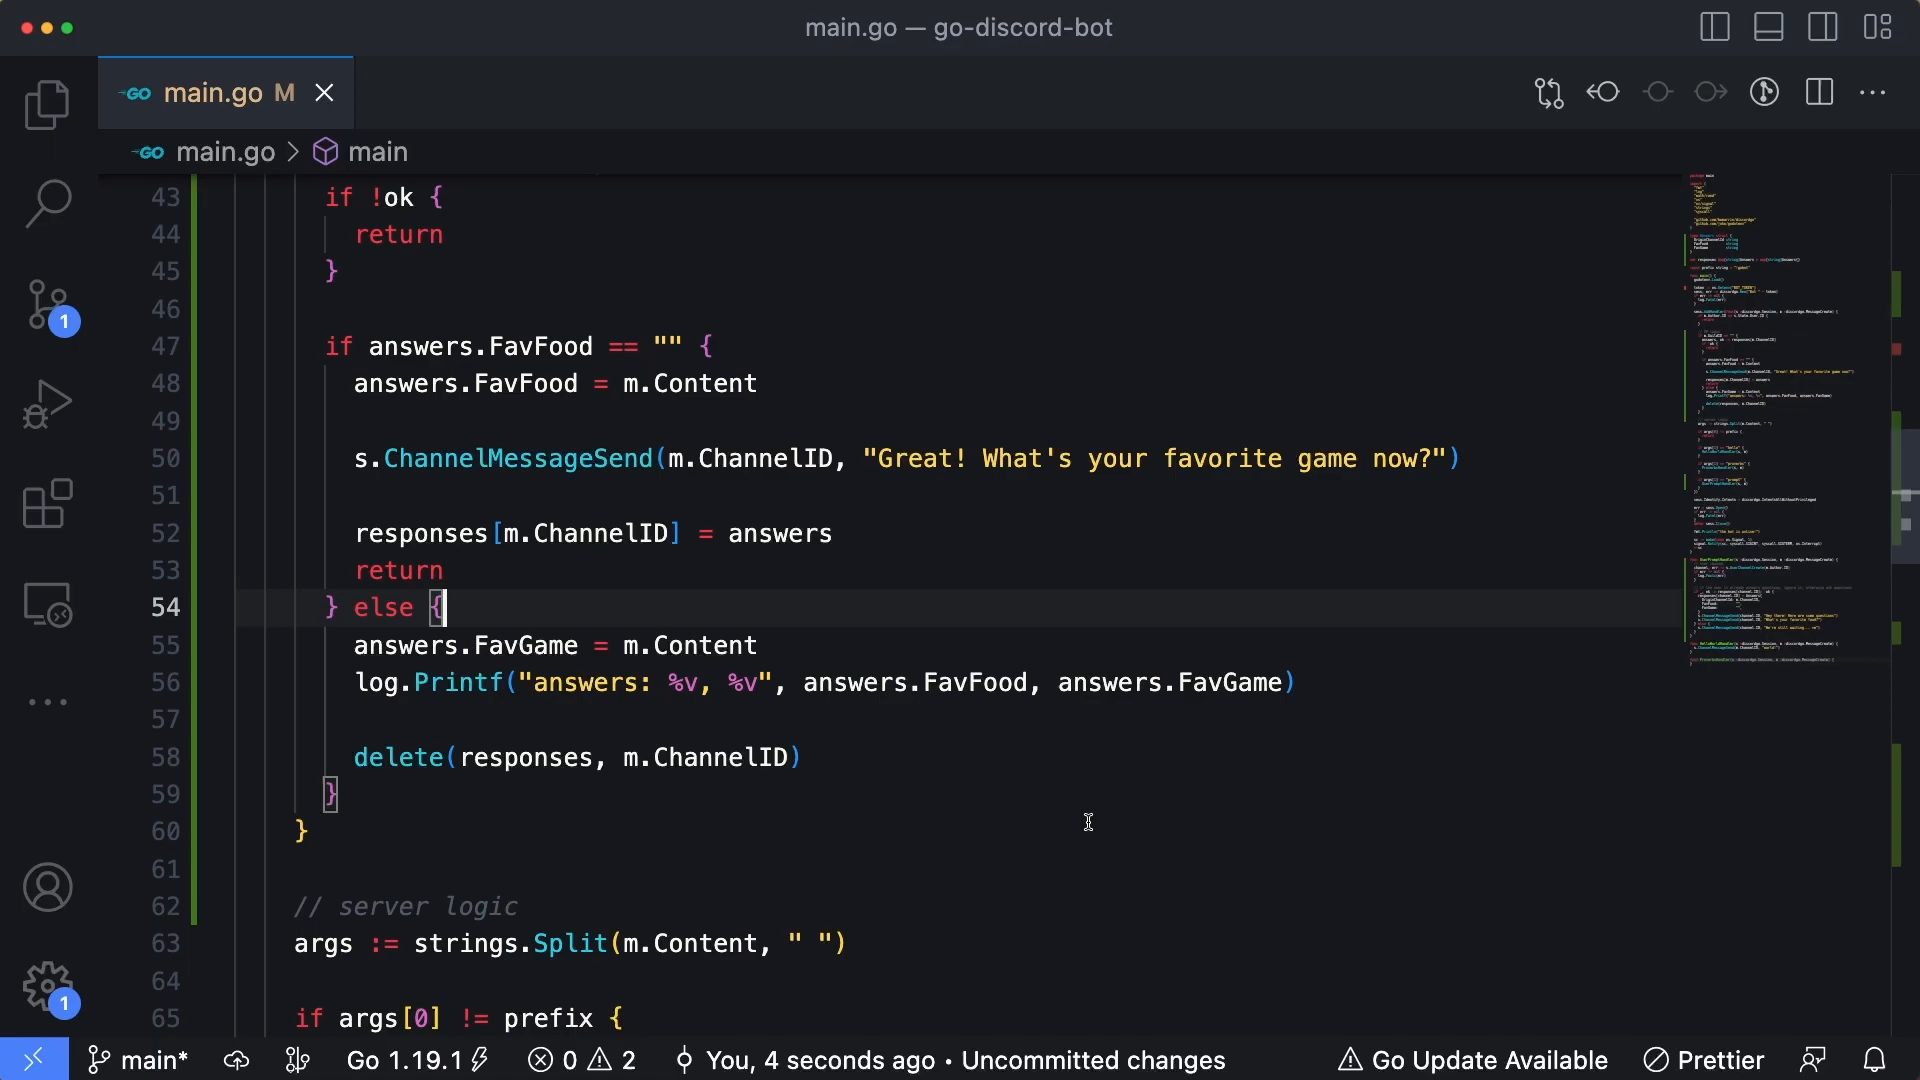 main.go — go-discord-bot
GO main.go M
GO main.go > main
43 if !ok {
44 return
45 }
46
47 if answers.FavFood == "" {
48 answers.FavFood = m.Content
49
50 s.ChannelMessageSend(m.ChannelID, "Great! What's your favorite game now?")
51
52 responses[m.ChannelID] = answers
53 return
54 } else {
55 answers.FavGame = m.Content
56 log.Printf("answers: %v, %v", answers.FavFood, answers.FavGame)
57
58 delete(responses, m.ChannelID)
59 }
60 }
61
62 // server logic
63 args := strings.Split(m.Content, " ")
64
65 if args[0] != prefix {
1
1
main* Go 1.19.1 0 2 You, 4 seconds ago • Uncommitted changes Go Update Available Prettier